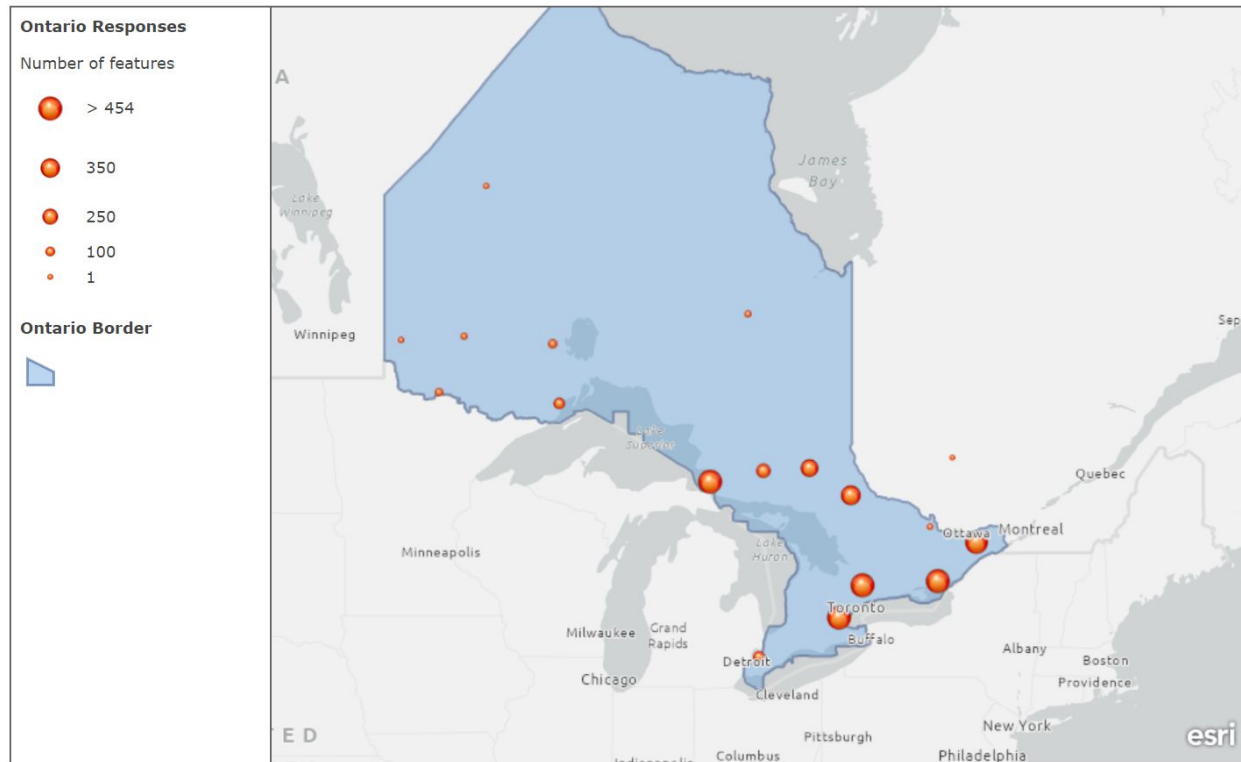 Ontario Responses
Number of features
> 454
350
250
100
1
Ontario Border
A
James
Bay
Lake
Winnipeg
Winnipeg
Sep
Lake
Superior
Quebec
Ottawa
Montreal
Minneapolis
Lake
Huron
Toronto
Milwaukee
Grand
Rapids
Buffalo
Albany
Detroit
Boston
Chicago
Providence
Cleveland
New York
E D
Pittsburgh
esri
Columbus
Philadelphia
Indianapolis